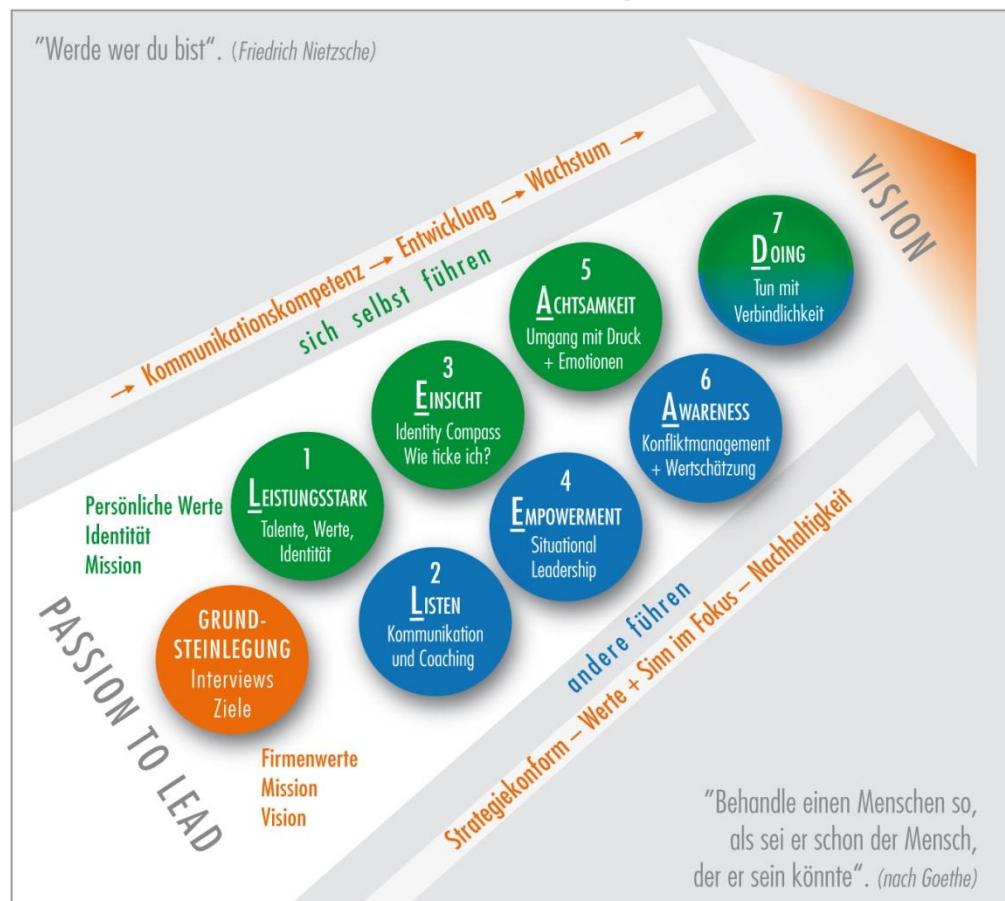 "Werde wer du bist“. (Friedrich Nietzsche)
→ Kommunikationskompetenz → Entwicklung → Wachstum →
sich selbst führen
VISION
7
DOING
Tun mit
Verbindlichkeit
5
ACHTSAMKEIT
Umgang mit Druck
+ Emotionen
6
AWARENESS
Konfliktmanagement
+ Wertschätzung
3
EINSICHT
Identity Compass
Wie ticke ich?
4
EMPOWERMENT
Situational
Leadership
1
LEISTUNGSSTARK
Talente, Werte,
Identität
2
LISTEN
Kommunikation
und Coaching
Persönliche Werte
Identität
Mission
GRUND-
STEINLEGUNG
Interviews
Ziele
PASSION TO LEAD
Firmenwerte
Mission
Vision
andere führen
Strategiekonform – Werte + Sinn im Fokus – Nachhaltigkeit
"Behandle einen Menschen so,
als sei er schon der Mensch,
der er sein könnte“. (nach Goethe)